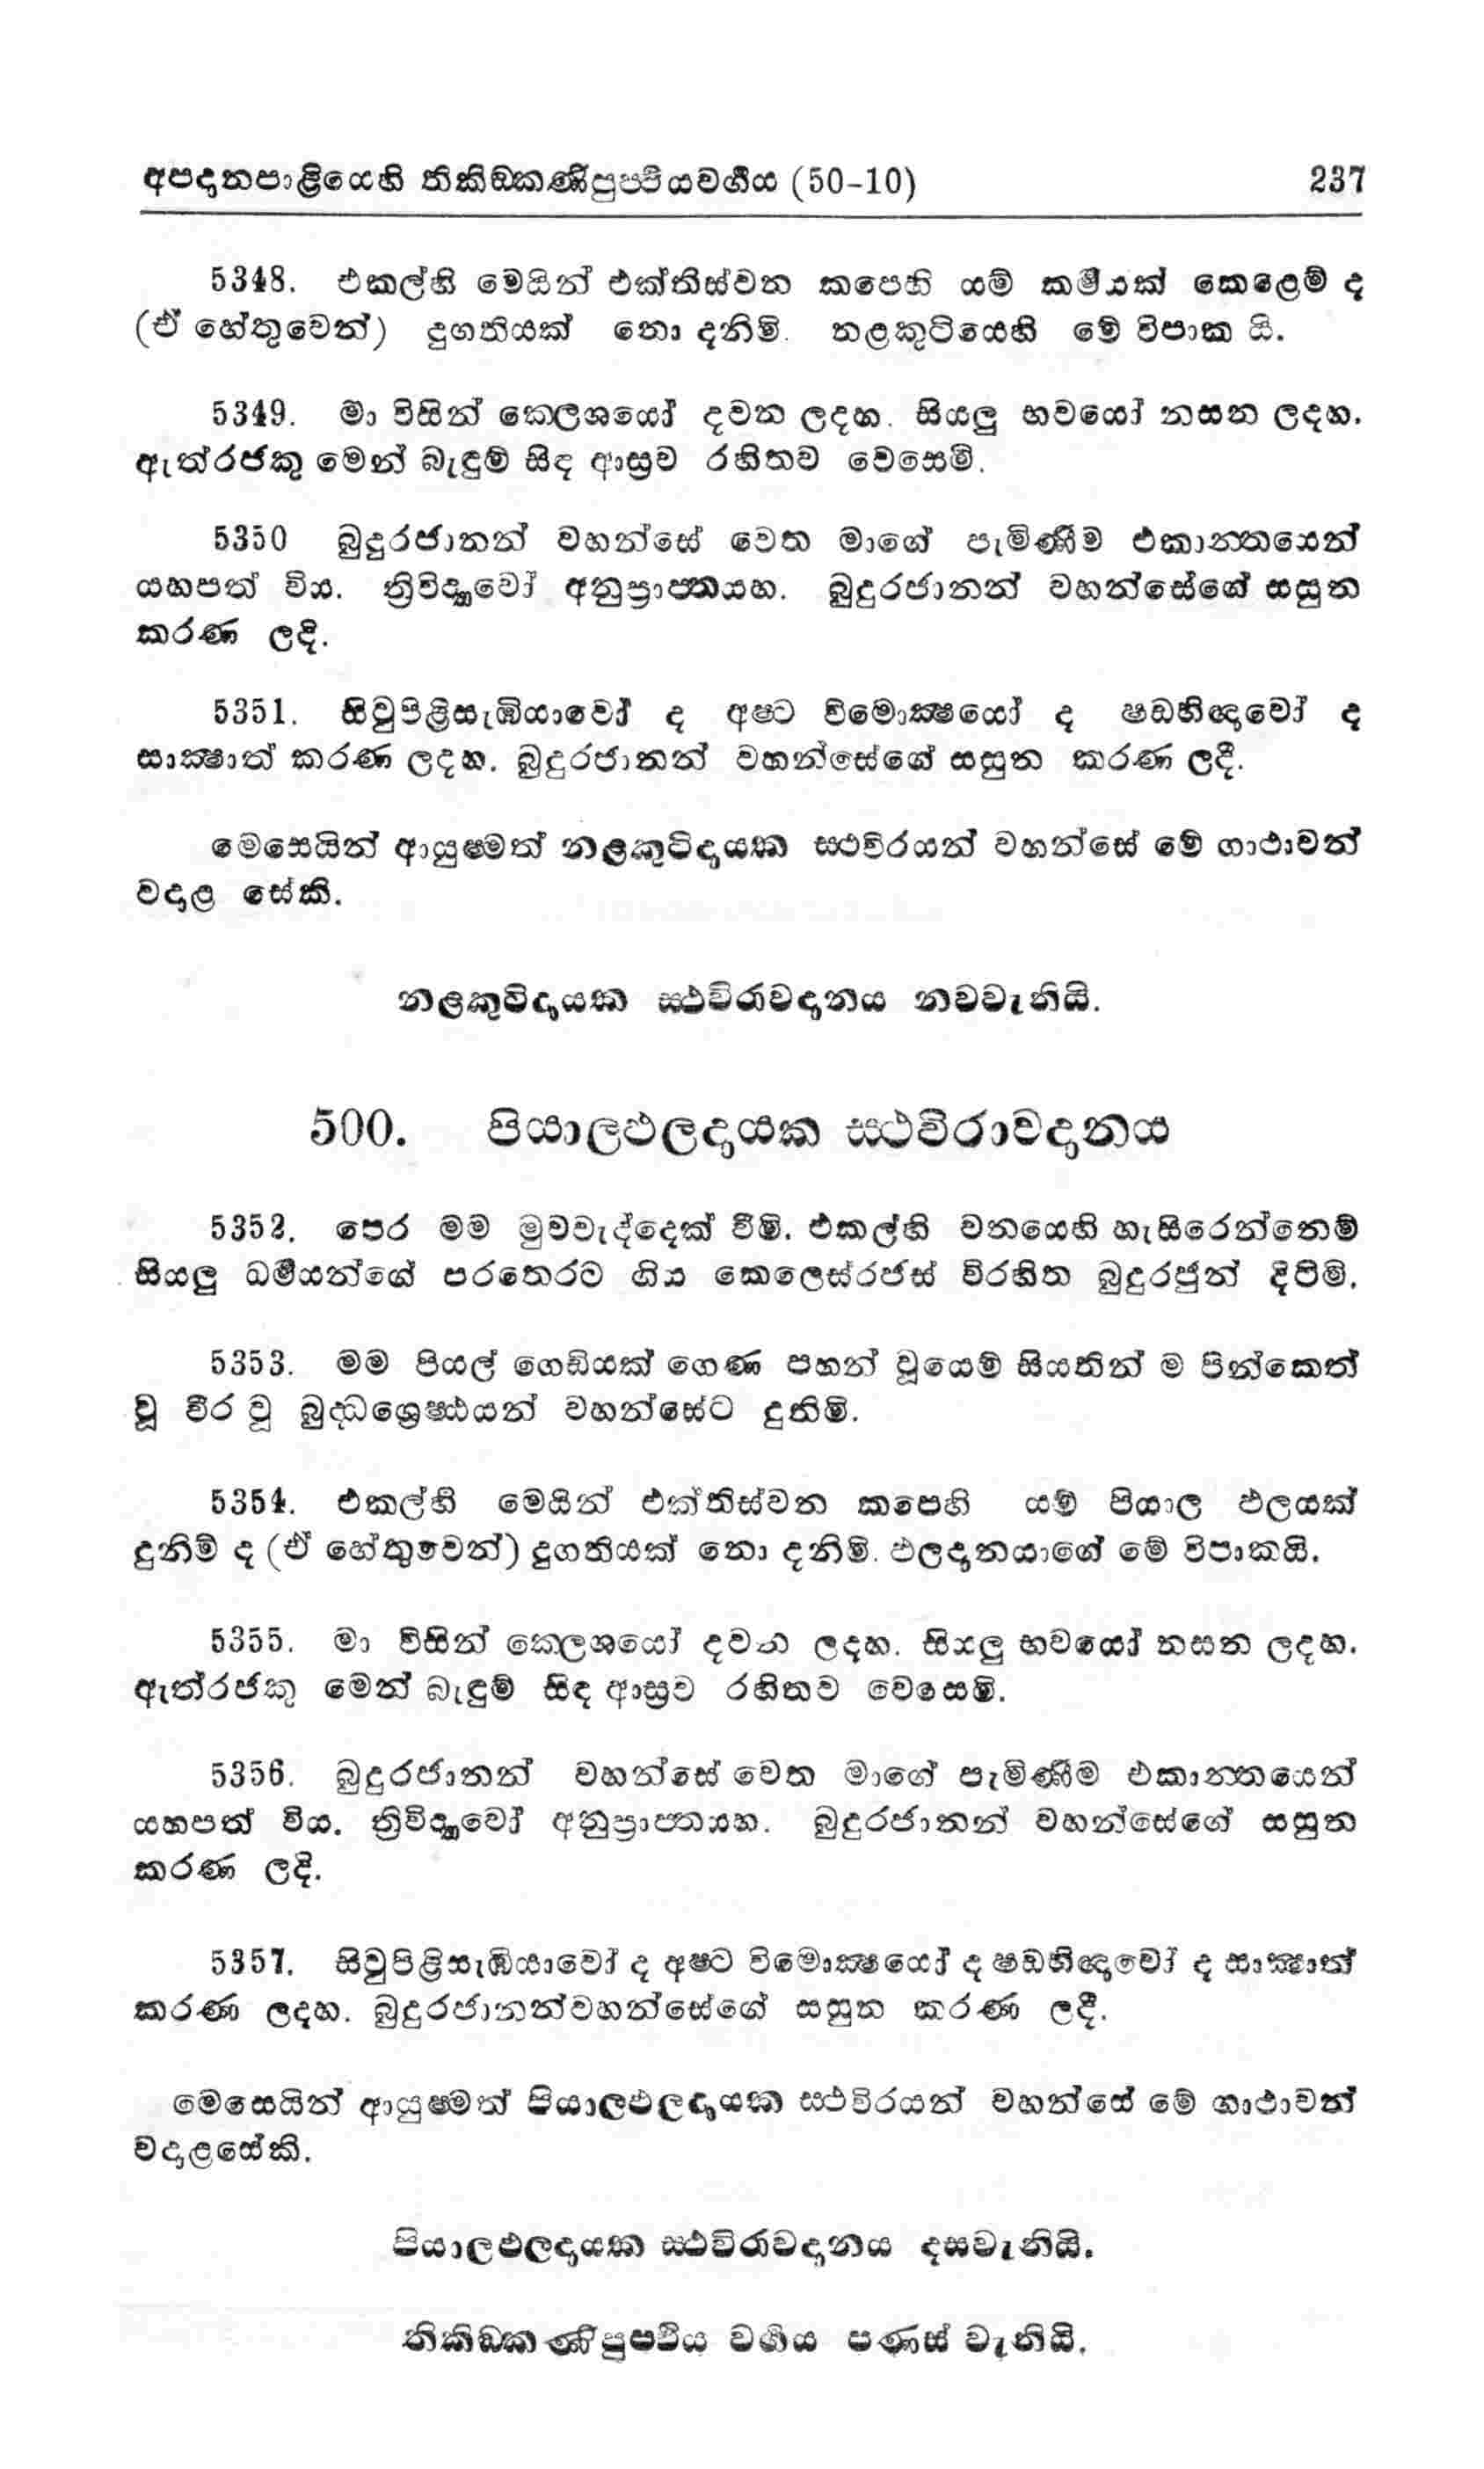 අපදානපාළියෙහි තිකිඞ්කණිපුප්ඵියවර්‍ගය (50-10) 237
5348. එකල්හි මෙයින් එක්තිස්වන කපෙහි යම් කර්‍මයක් කෙළෙම් ද
(ඒ හේතුවෙන්) දුගතියක් නො දනිමි. නළකුටියෙහි මේ විපාක යි.
5349. මා විසින් කෙලශයෝ දවන ලදහ. සියලු භවයෝ නසන ලදහ.
ඇත්රජකු මෙන් බැඳුම් සිඳ ආස්‍රව රහිතව වෙසෙමි.
5350 බුදුරජානන් වහන්සේ වෙත මාගේ පැමිණීම එකාන්තයෙන්
යහපත් විය. ත්‍රිවිද්‍යාවෝ අනුප්‍රාප්තයහ. බුදුරජානන් වහන්සේගේ සසුන
කරණ ලදි.
5351. සිවුපිළිසැඹියාවෝ ද අෂ්ට විමොක්‍ෂයෝ ද ෂඩභිඥාවෝ ද
සාක්‍ෂාත් කරණ ලදහ. බුදුරජානන් වහන්සේගේ සසුන කරණ ලදී.
මෙසෙයින් ආයුෂ්මත් නළකුටිදායක ස්ථවිරයන් වහන්සේ මේ ගාථාවන්
වදාළ සේකි.
නළකුටිදායක ස්ථවිරාවදානය නවවැනියි.
500. පියාලඵලදායක ස්ථවිරාවදානය
5352. පෙර මම මුවවැද්දෙක් වීමි. එකල්හි වනයෙහි හැසිරෙන්නෙම්
සියලු ධර්‍මයන්ගේ පරතෙරට ගිය කෙලෙස්රජස් විරහිත බුදුරජුන් දිටිමි.
5353. මම පියල් ගෙඩියක් ගෙණ පහන් වූයෙම් සියතින් ම පින්කෙත්
වූ වීර වූ බුද්ධශ්‍රෙෂ්ඨයන් වහන්සේට දුනිමි.
5354. එකල්හි මෙයින් එක්තිස්වන කපෙහි යම් පියාල ඵලයක්
දුනිම් ද (ඒ හේතුවෙන්) දුගතියක් නො දනිමි. ඵලදානයාගේ මේ විපාකයි.
5355. මා විසින් කෙලශයෝ දවන ලදහ. සියලු භවයෝ නසන ලදහ.
ඇත්රජකු මෙන් බැඳුම් සිඳ ආස්‍රව රහිතව වෙසෙමි.
5356. බුදුරජානන් වහන්සේ වෙත මාගේ පැමිණීම එකාන්තයෙන්
යහපත් විය. ත්‍රිවිද්‍යාවෝ අනුප්‍රාප්තයහ. බුදුරජානන් වහන්සේගේ සසුන
කරණ ලදි.
5357. සිවුපිළිසැඹියාවෝ ද අෂ්ට විමොක්‍ෂයෝ ද ෂඩභිඥාවෝ ද සාක්‍ෂාත්
කරණ ලදහ. බුදුරජානන්වහන්සේගේ සසුන කරණ ලදී.
මෙසෙයින් ආයුෂ්මත් පියාලඵලදායක ස්ථවිරයන් වහන්සේ මේ ගාථාවන්
වදාළසේකි.
පියාලඵලදායක ස්ථවිරාවදානය දසවැනියි.
තිකිඞ්කණිපුප්ඵිය වර්‍ගය පණස් වැනියි.